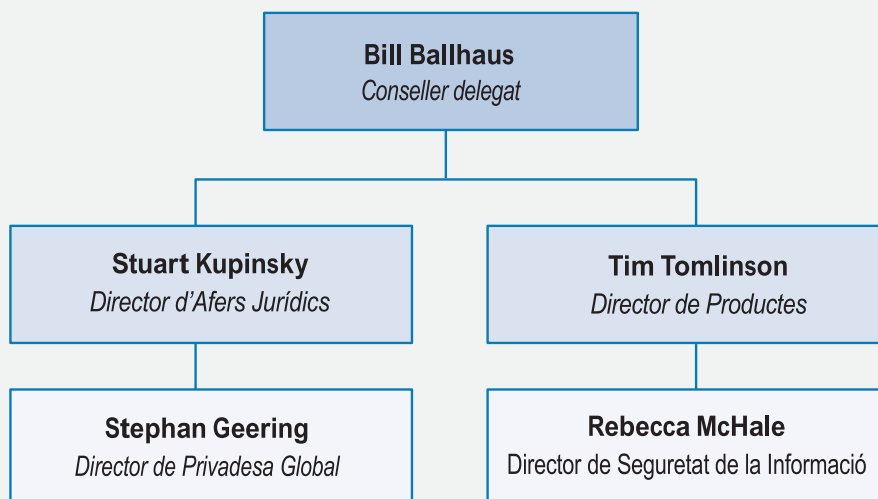 Bill Ballhaus
Conseller delegat
Stuart Kupinsky
Director d’Afers Jurídics
Tim Tomlinson
Director de Productes
Stephan Geering
Director de Privadesa Global
Rebecca McHale
Director de Seguretat de la Informació